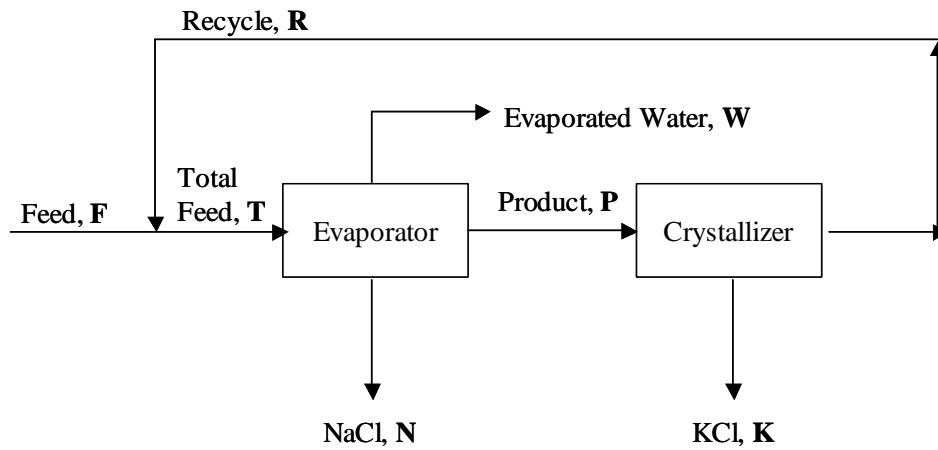 Recycle, R
Evaporated Water, W
Total
Feed, T
Feed, F
Product, P
Evaporator
Crystallizer
NaCl, N
KCl, K